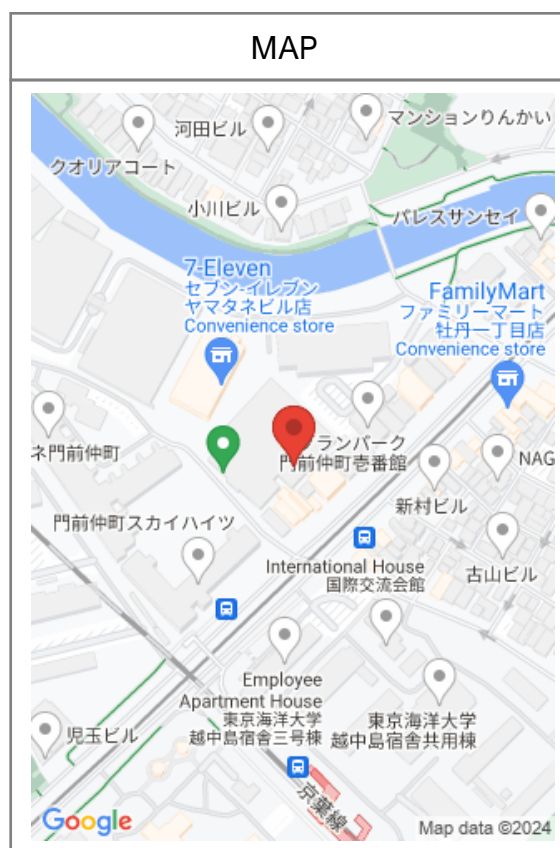 MAP
マンションりんかい
河田ビル
クオリアコート
小川ビル
パレスサンセイ
7-Eleven
セブン-イレブン
ヤマタネビル店
Convenience store
FamilyMart
ファミリーマート
牡丹一丁目店
Convenience store
ランパーク
門前仲町壱番館
ネ門前仲町
NAG
新村ビル
門前仲町スカイハイツ
International House
国際交流会館
古山ビル
Employee
Apartment House
東京海洋大学
越中島宿舎三号棟
東京海洋大学
越中島宿舎共用棟
児玉ビル
京葉線
Google
Map data ©2024